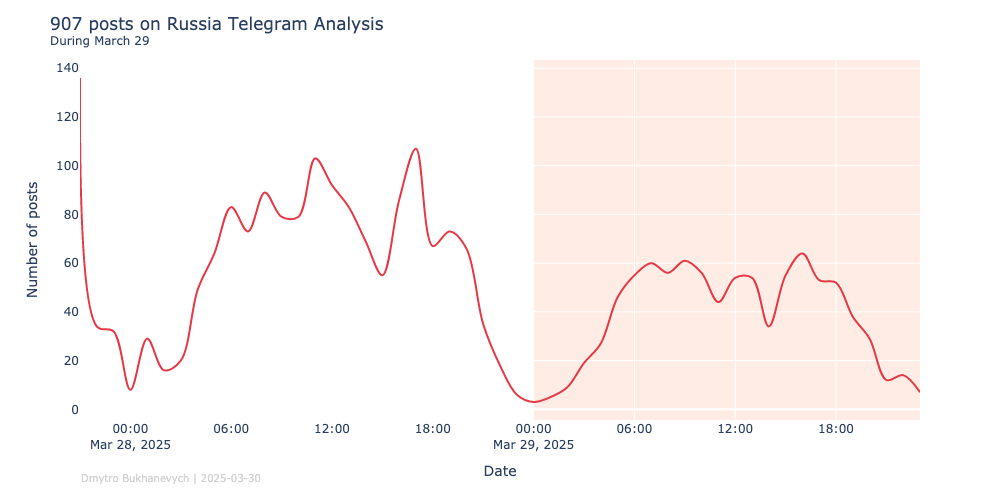 907 posts on Russia Telegram Analysis
During March 29
Number of posts
140
120
100
80
60
40
20
0
00:00 06:00 12:00 18:00 00:00 06:00 12:00 18:00
Mar 28, 2025 Mar 29, 2025
Date
Dmytro Bukhanevych | 2025-03-30